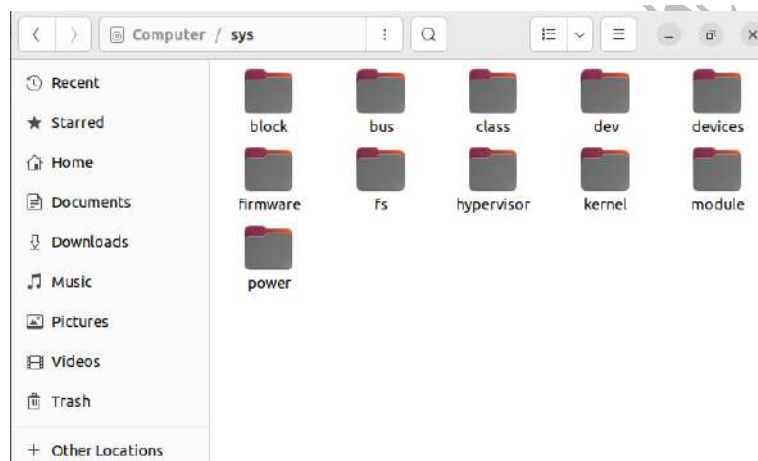 Computer / sys
Recent
Starred
Home
Documents
Downloads
Music
Pictures
Videos
Trash
+ Other Locations
block bus class dev devices
firmware fs hypervisor kernel module
power